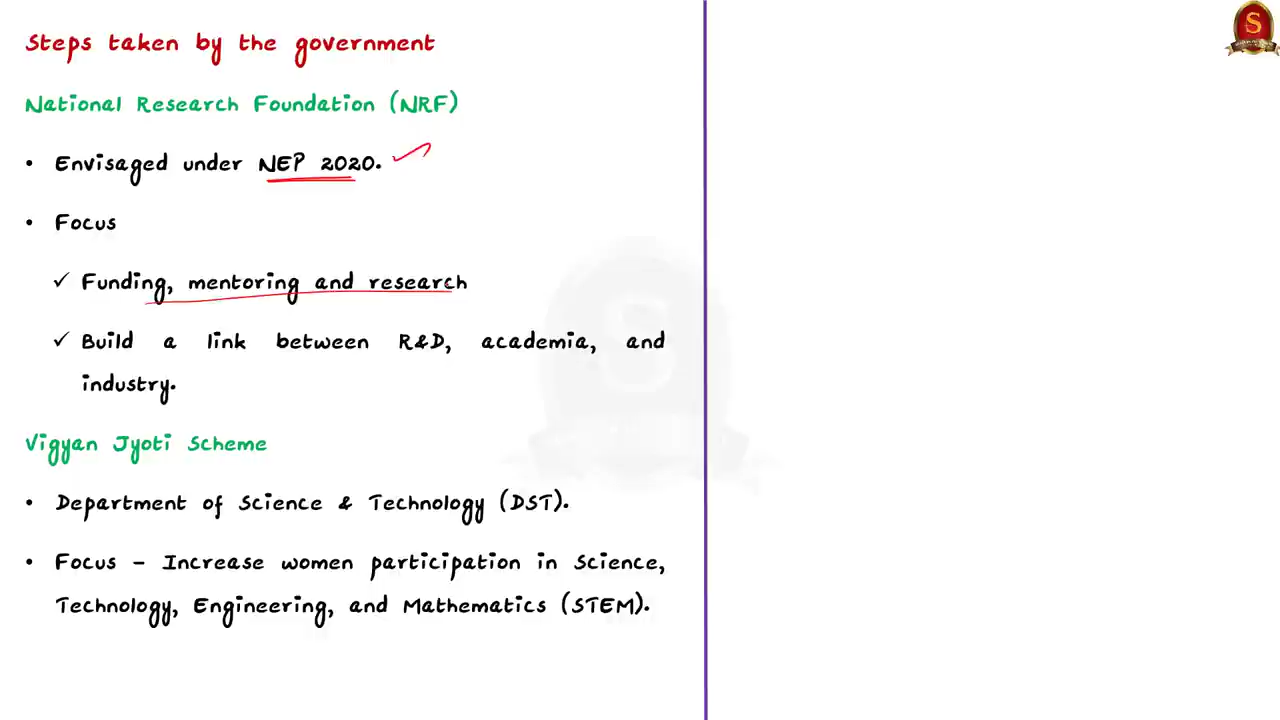 Steps taken by the government
National Research Foundation (NRF)
• Envisaged under NEP 2020.
• Focus
✓ Funding, mentoring and research
✓ Build a link between R&D, academia, and
industry.
Vigyan Jyoti Scheme
• Department of Science & Technology (DST).
• Focus – Increase women participation in Science,
Technology, Engineering, and Mathematics (STEM).
S
S